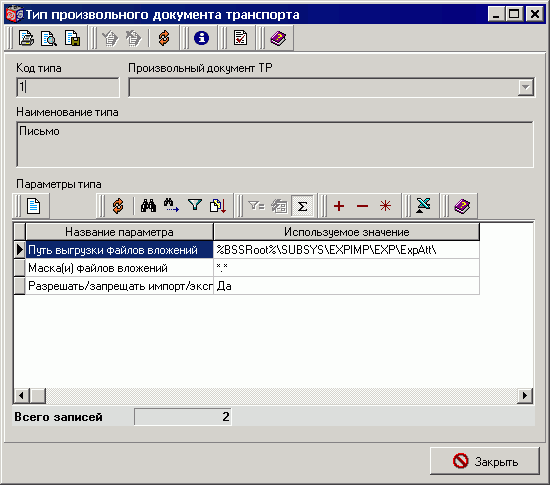 Тип произвольного документа транспорта
Код типа
Произвольный документ ТР
1
Наименование типа
Письмо
Параметры типа
Название параметра Используемое значение
Путь выгрузки файлов вложений %BSSRoot%\SUBSYS\EXPIMP\EXP\ExpAtt\
Маска(и) файлов вложений *.*
Разрешать/запрещать импорт/эксп Да
Всего записей 2
Закрыть